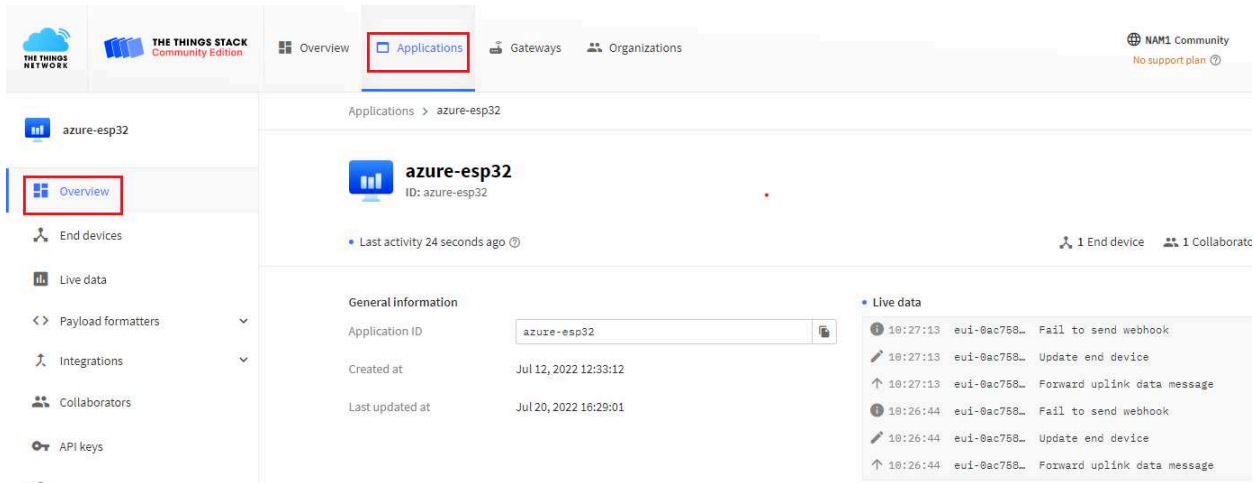 THE THINGS
NETWORK
THE THINGS STACK
Community Edition
Overview
Applications
Gateways
Organizations
NAM1 Community
No support plan
azure-esp32
Overview
End devices
Live data
Payload formatters
Integrations
Collaborators
API keys
Applications > azure-esp32
azure-esp32
ID: azure-esp32
Last activity 24 seconds ago
1 End device
1 Collaborato
General information
Application ID azure-esp32
Created at Jul 12, 2022 12:33:12
Last updated at Jul 20, 2022 16:29:01
Live data
10:27:13 eui-0ac758… Fail to send webhook
10:27:13 eui-0ac758… Update end device
10:27:13 eui-0ac758… Forward uplink data message
10:26:44 eui-0ac758… Fail to send webhook
10:26:44 eui-0ac758… Update end device
10:26:44 eui-0ac758… Forward uplink data message